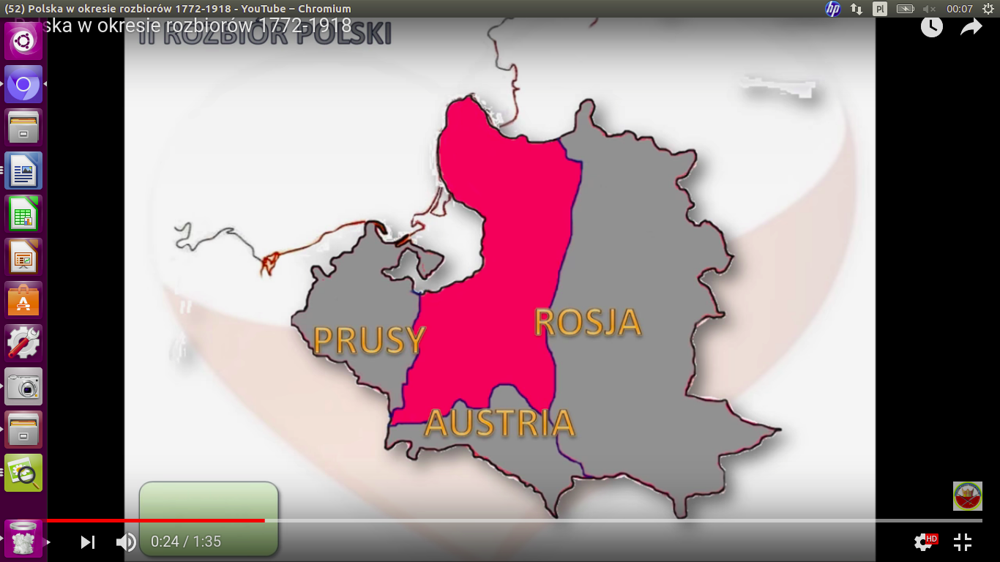 (52) Polska w okresie rozbiorów 1772-1918 - YouTube – Chromium
hp
Pl
00:07
Polska w okresie rozbiorów 1772-1918
II ROZBIÓR POLSKI
PRUSY
ROSJA
AUSTRIA
0:24 / 1:35
HD